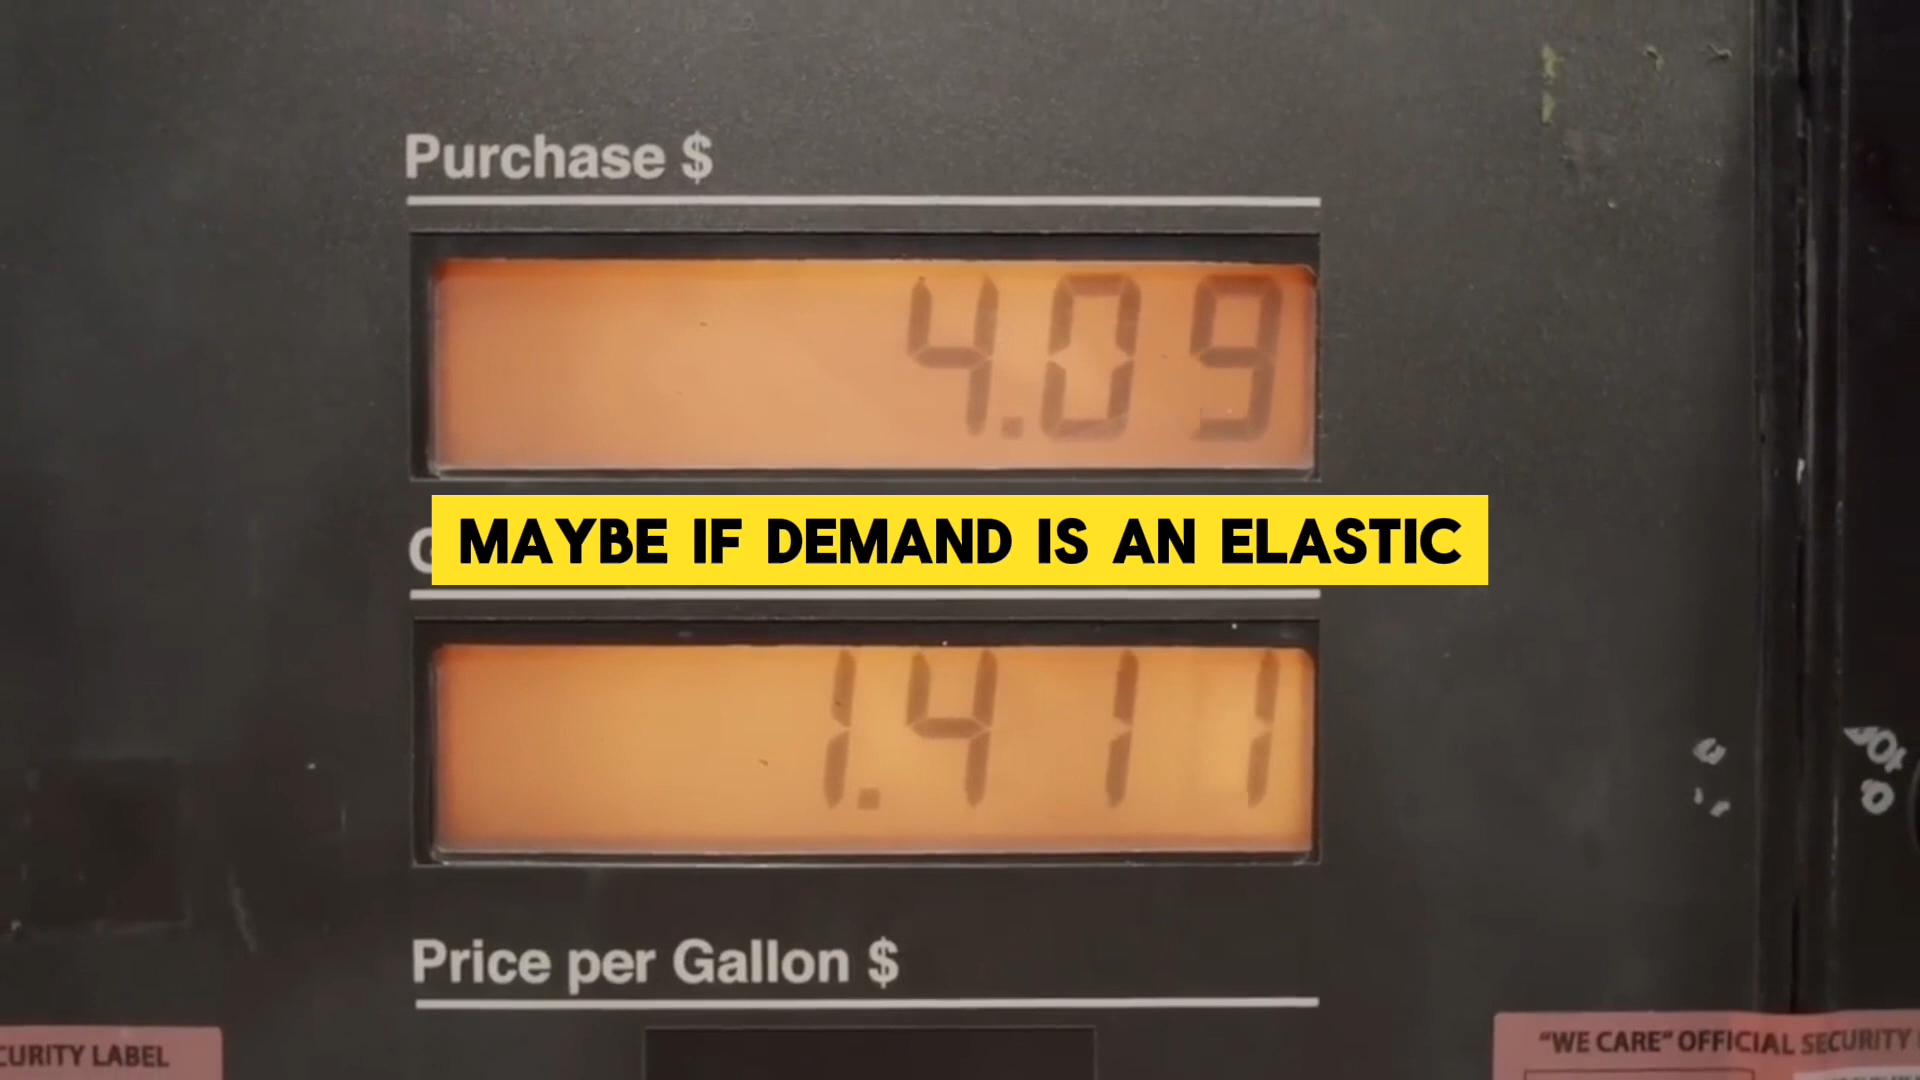 Purchase $
4.09
MAYBE IF DEMAND IS AN ELASTIC
1.411
Price per Gallon $
CURITY LABEL
"WE CARE" OFFICIAL SECURITY